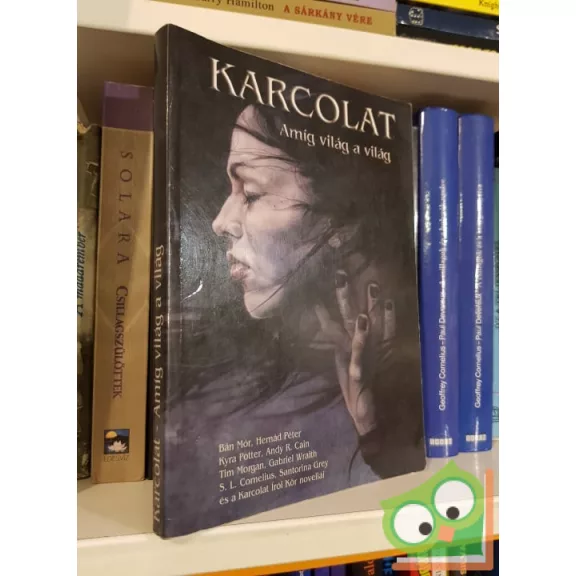 Hamilton A SÁRKÁNY VÉRE
KARCOLAT
Amíg világ a világ
Bán Mór, Hernád Péter
Kyra Potter, Andy R. Cain
Tim Morgan, Gabriel Wraith
S. L. Cornelius, Santorina Grey
és a Karcolat Írói Kör novellái
Karcolat - Amíg világ a világ
SOLARA
CSILLAGSZÜLÖTTEK
Geoffrey Cornelius - Paul Devereux
Geoffrey Cornelius - Paul Devereux